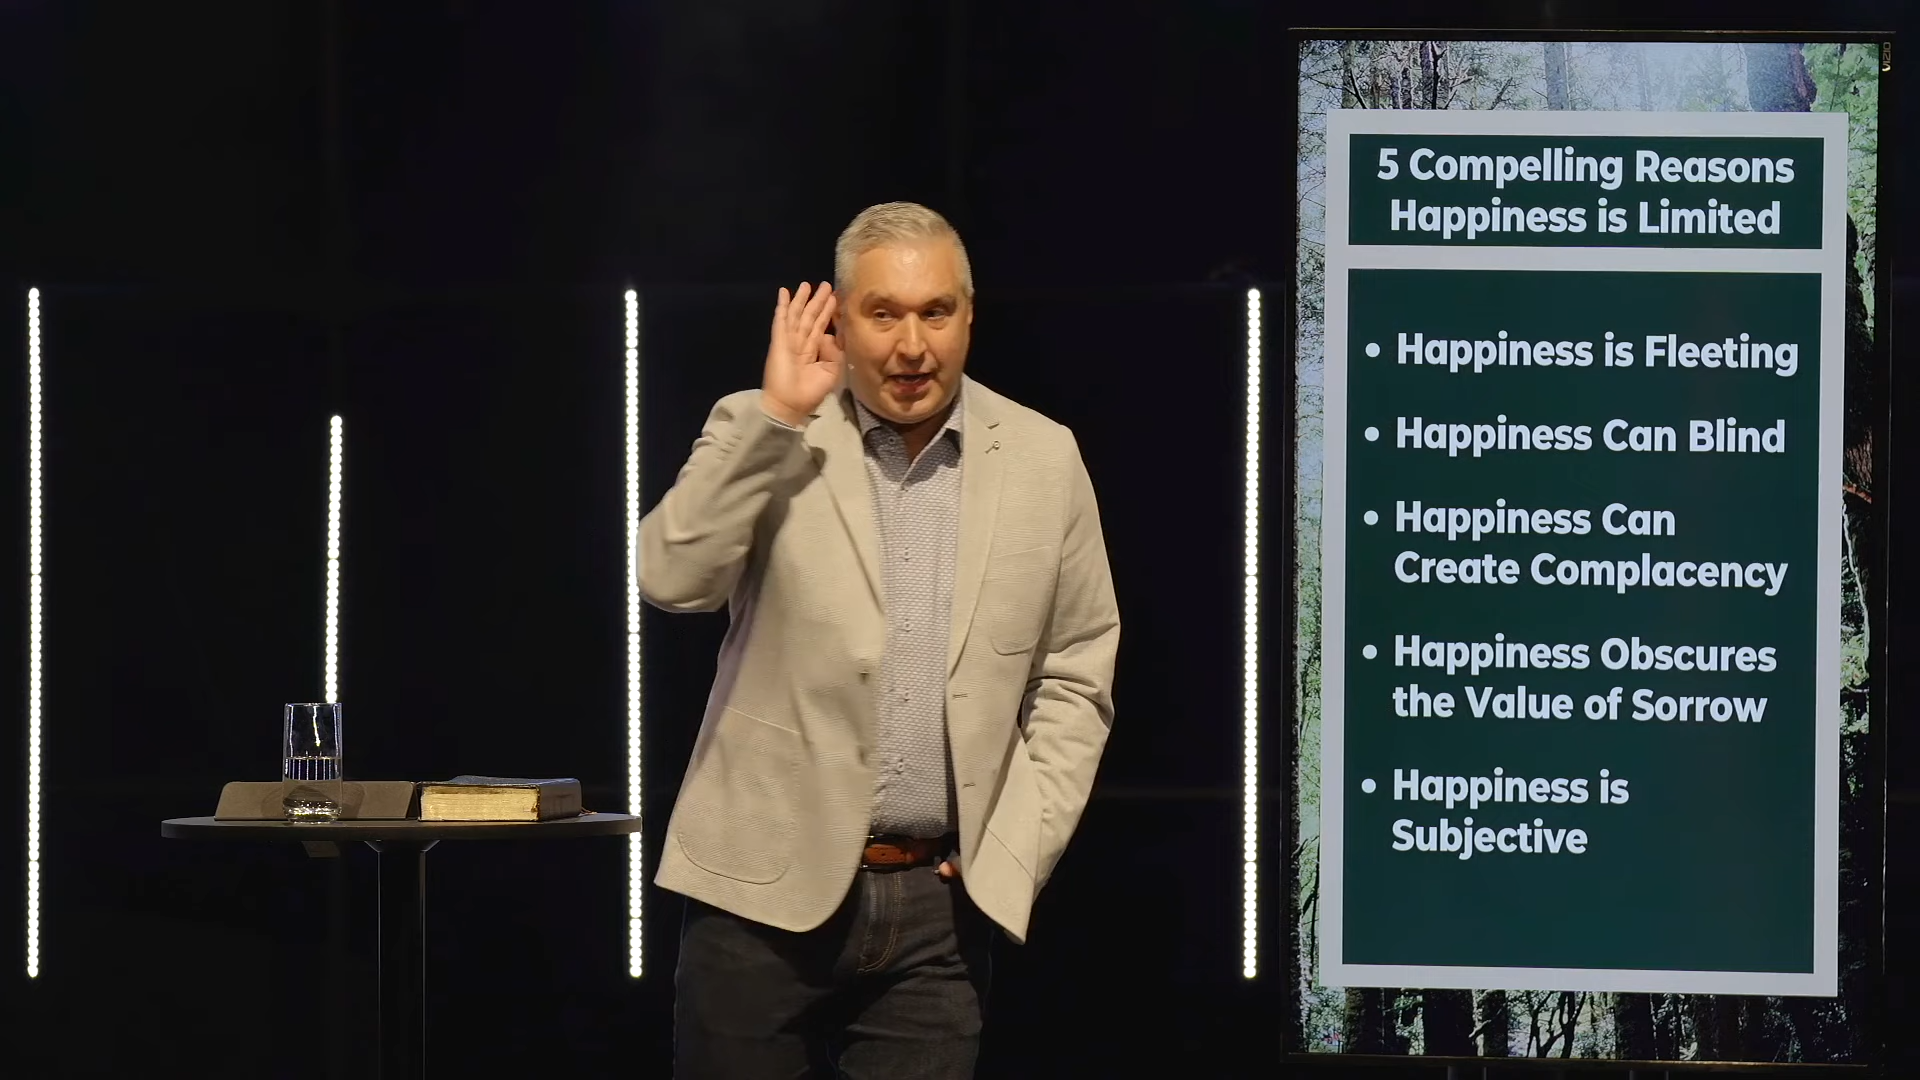 VIZIO
5 Compelling Reasons
Happiness is Limited
• Happiness is Fleeting
• Happiness Can Blind
• Happiness Can
Create Complacency
• Happiness Obscures
the Value of Sorrow
• Happiness is
Subjective